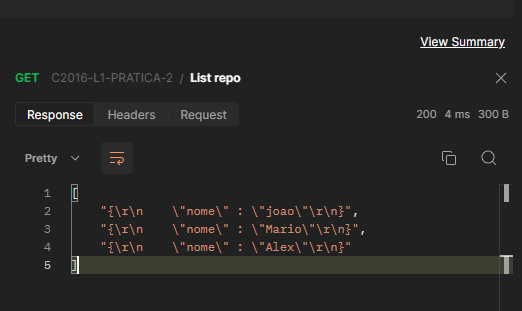 View Summary
GET C2016-L1-PRATICA-2 / List repo
Response Headers Request 200 4 ms 300 B
Pretty
1 [
2 "{\r\n    \"nome\" : \"joao\"\r\n}",
3 "{\r\n    \"nome\" : \"Mario\"\r\n}",
4 "{\r\n    \"nome\" : \"Alex\"\r\n}"
5 ]